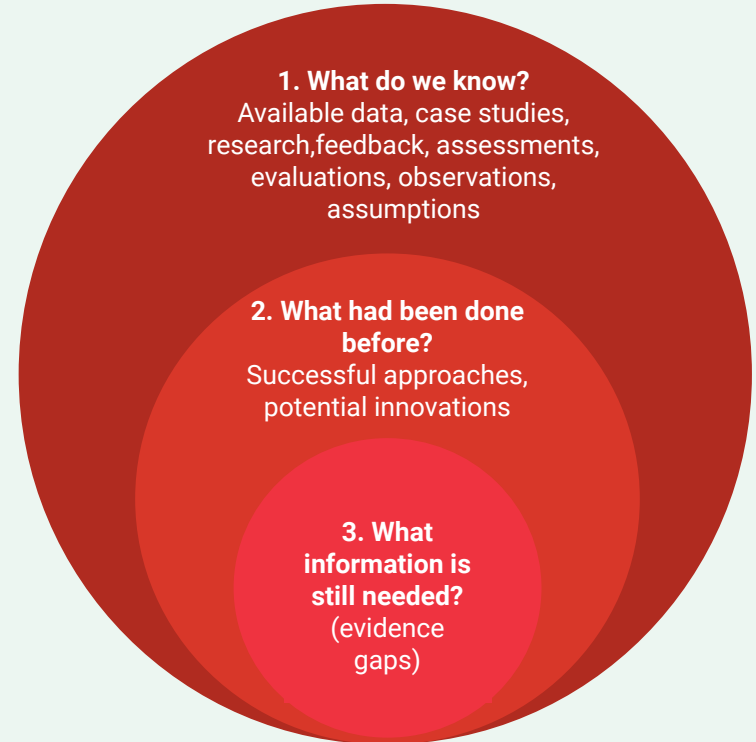 1. What do we know?
Available data, case studies,
research,feedback, assessments,
evaluations, observations,
assumptions
2. What had been done
before?
Successful approaches,
potential innovations
3. What
information is
still needed?
(evidence
gaps)